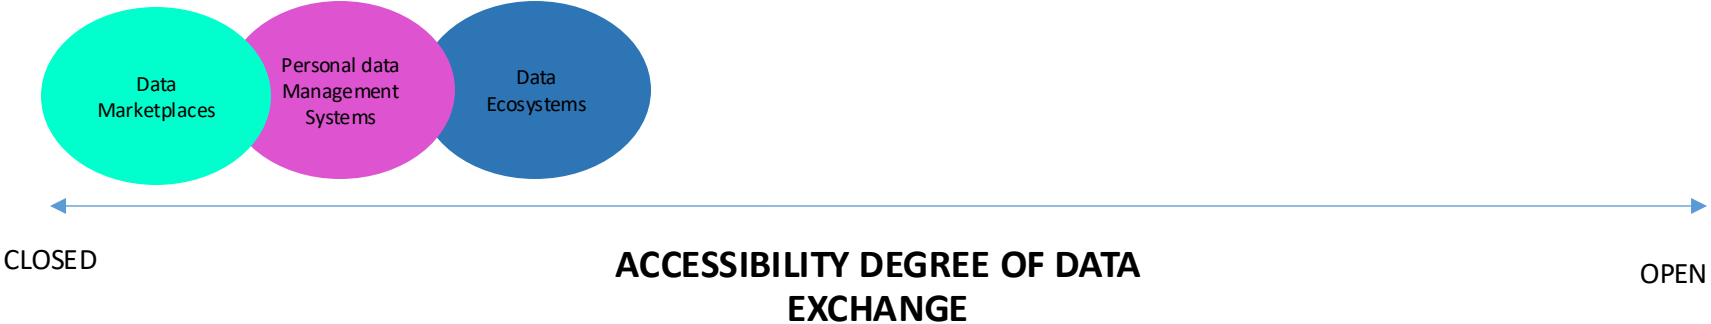 Data
Marketplaces
Personal data
Management
Systems
Data
Ecosystems
CLOSED
ACCESSIBILITY DEGREE OF DATA
EXCHANGE
OPEN